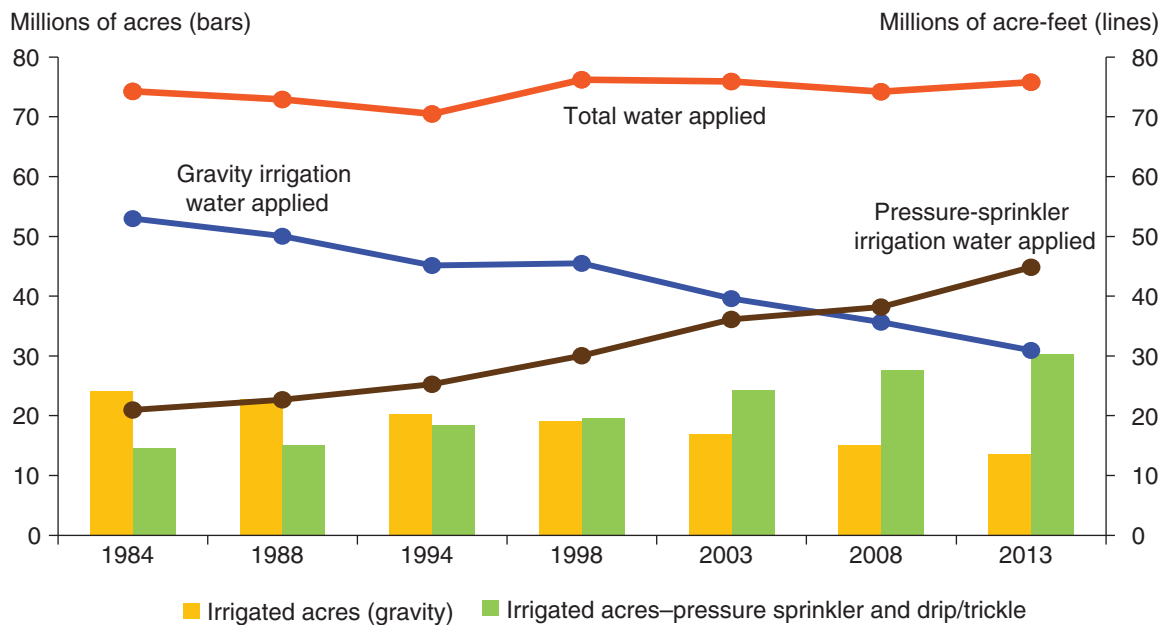 Millions of acres (bars)
Millions of acre-feet (lines)
80
70
60
50
40
30
20
10
0
80
70
60
50
40
30
20
10
0
Total water applied
Gravity irrigation
water applied
Pressure-sprinkler
irrigation water applied
1984
1988
1994
1998
2003
2008
2013
Irrigated acres (gravity)
Irrigated acres–pressure sprinkler and drip/trickle